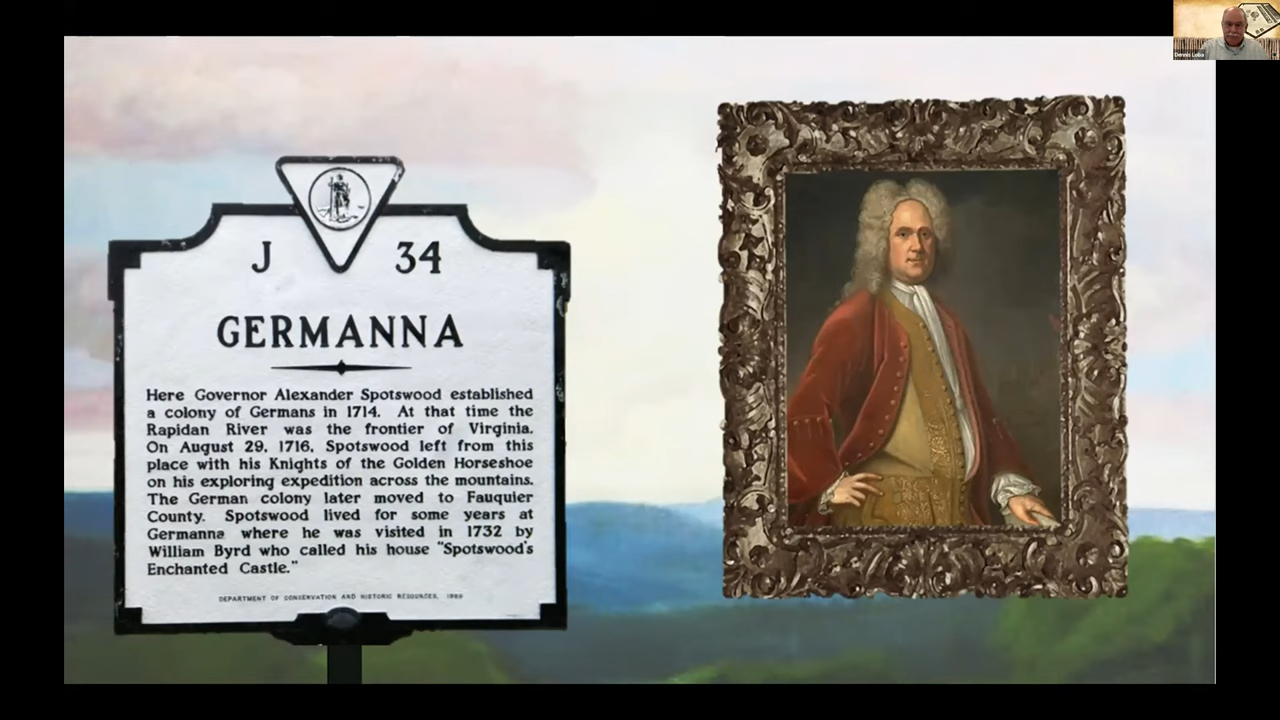 J 34
GERMANNA
Here Governor Alexander Spotswood established
a colony of Germans in 1714. At that time the
Rapidan River was the frontier of Virginia.
On August 29, 1716, Spotswood left from this
place with his Knights of the Golden Horseshoe
on his exploring expedition across the mountains.
The German colony later moved to Fauquier
County. Spotswood lived for some years at
Germanna where he was visited in 1732 by
William Byrd who called his house "Spotswood's
Enchanted Castle."
DEPARTMENT OF CONSERVATION AND HISTORIC RESOURCES,
Dennis